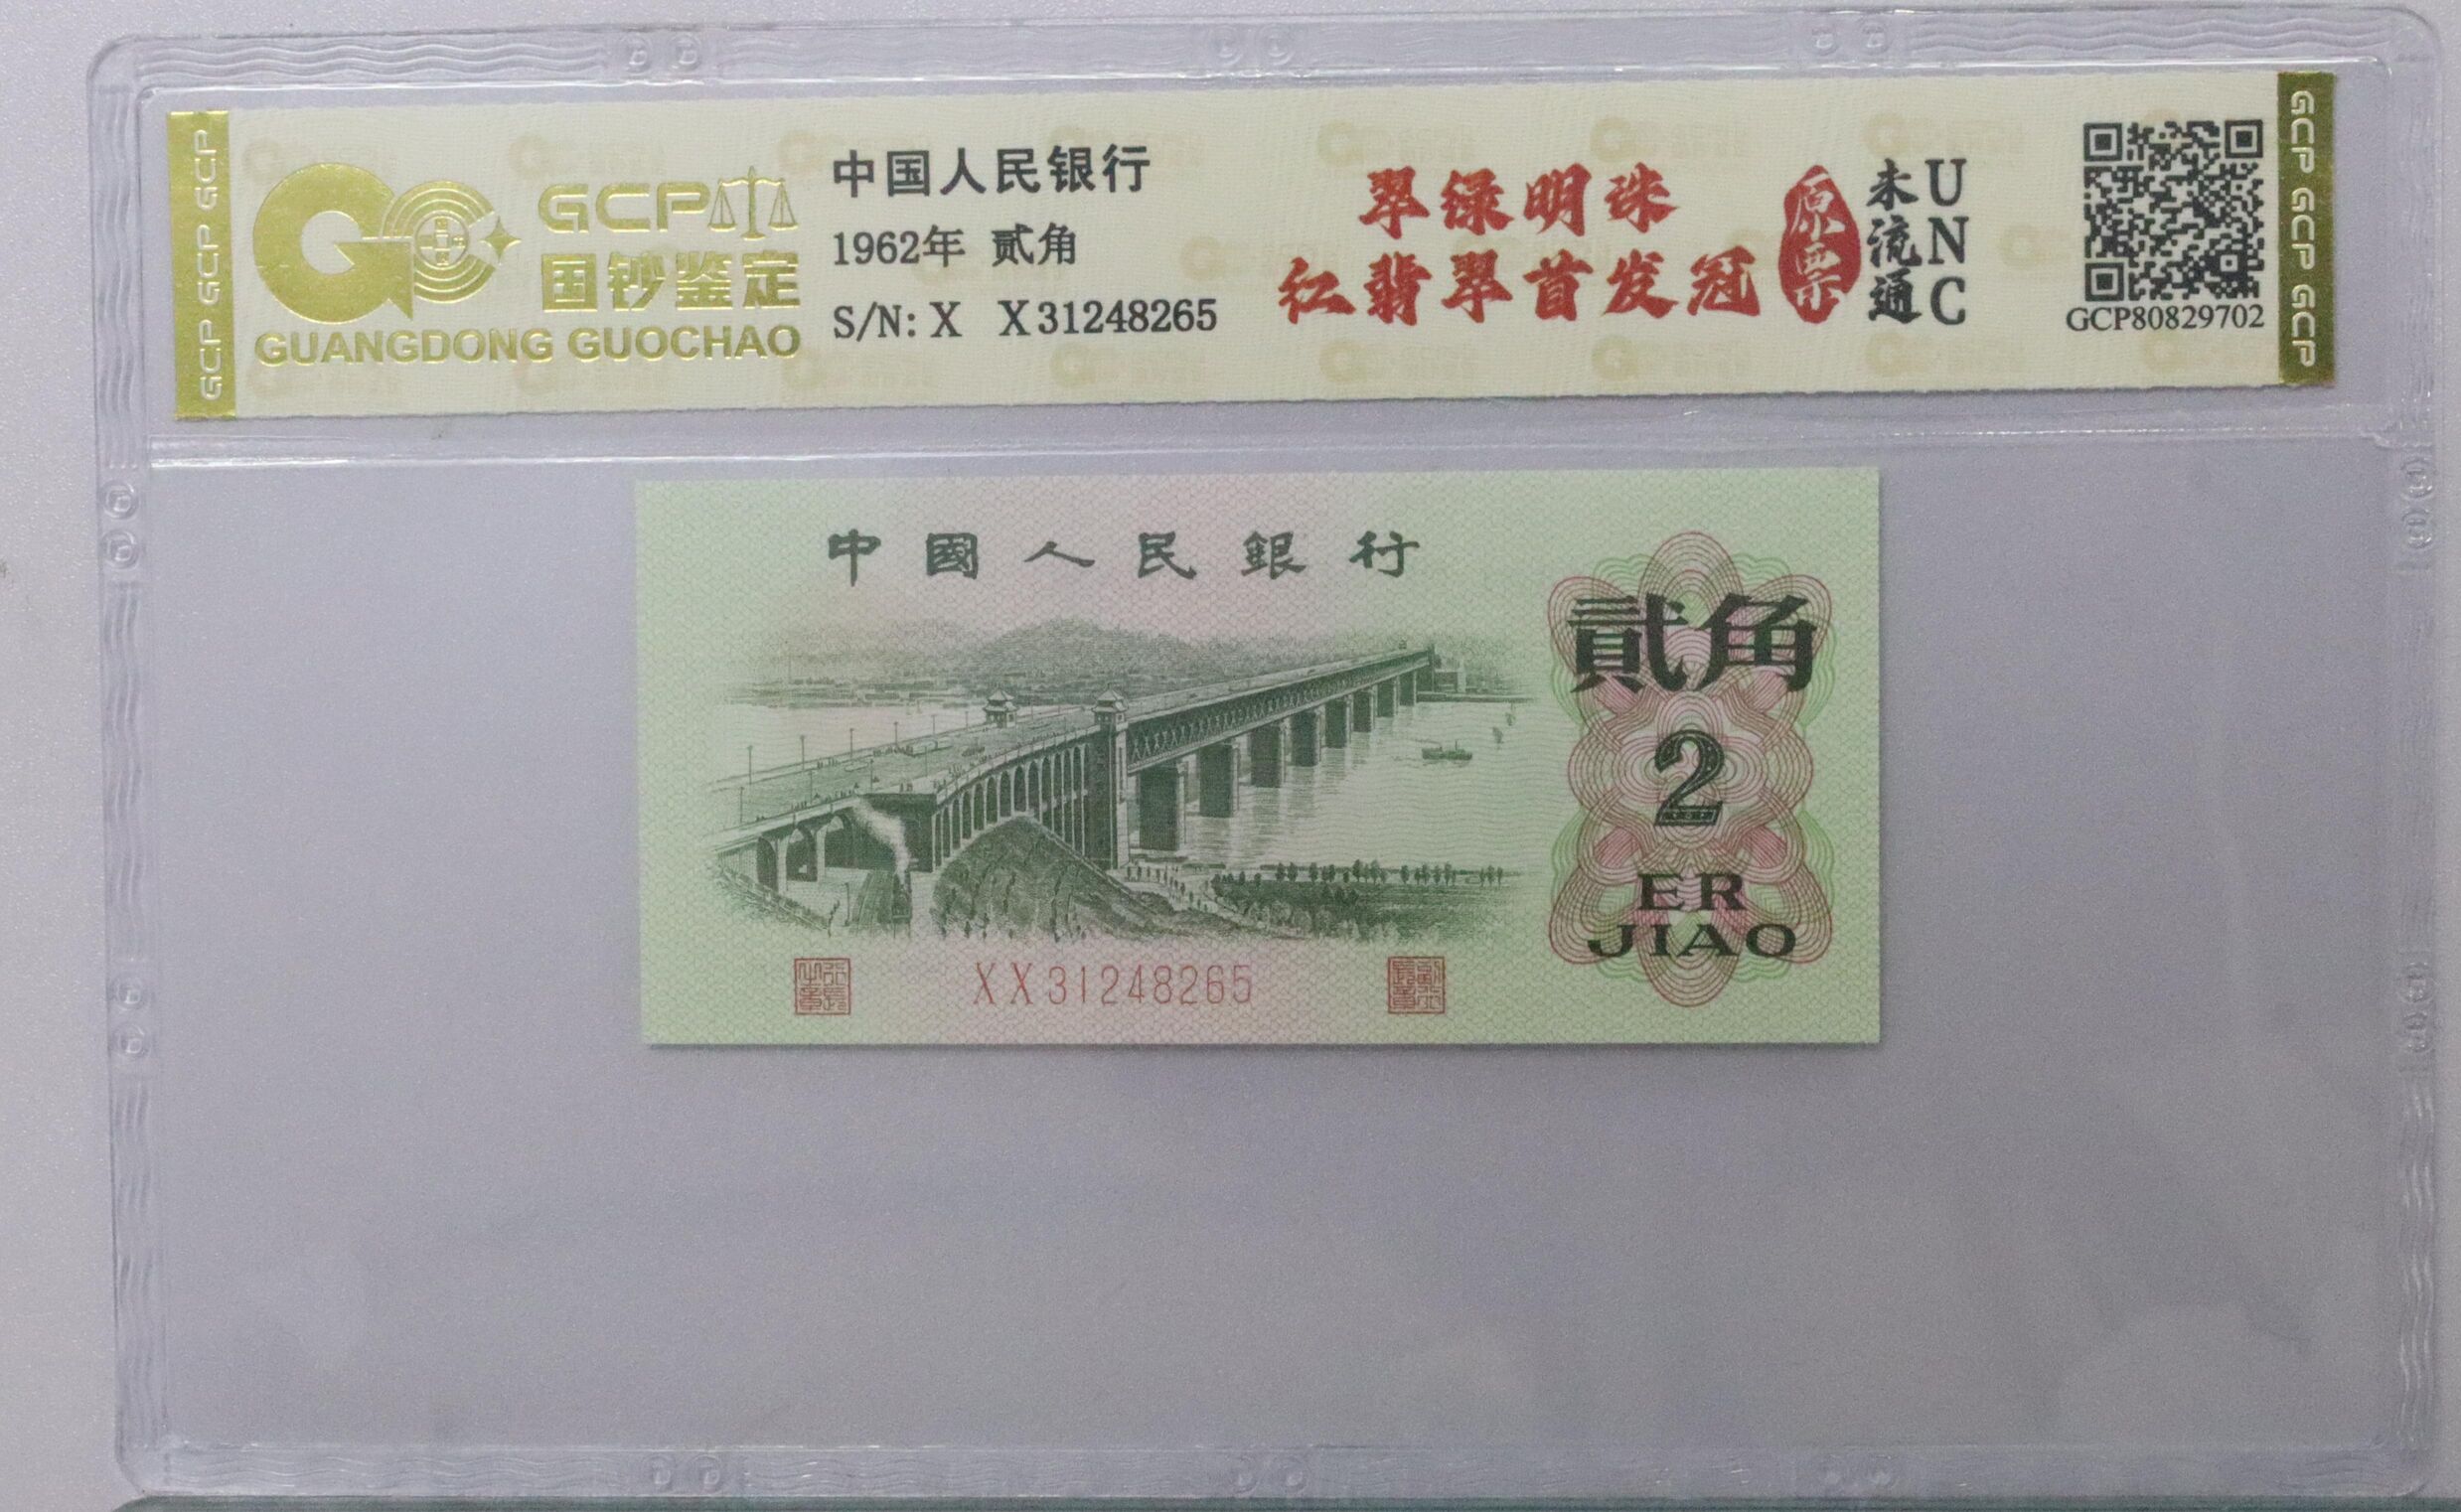 GCP GCP GCP
GCP
国钞鉴定
GUANGDONG GUOCHAO
中国人民银行
1962年 贰角
S/N: X X31248265
翠绿明珠
红翡翠首发冠
原票
未流通
UNC
GCP80829702
GCP GCP GCP
中國人民銀行
貳角
2
ER
JIAO
XX31248265